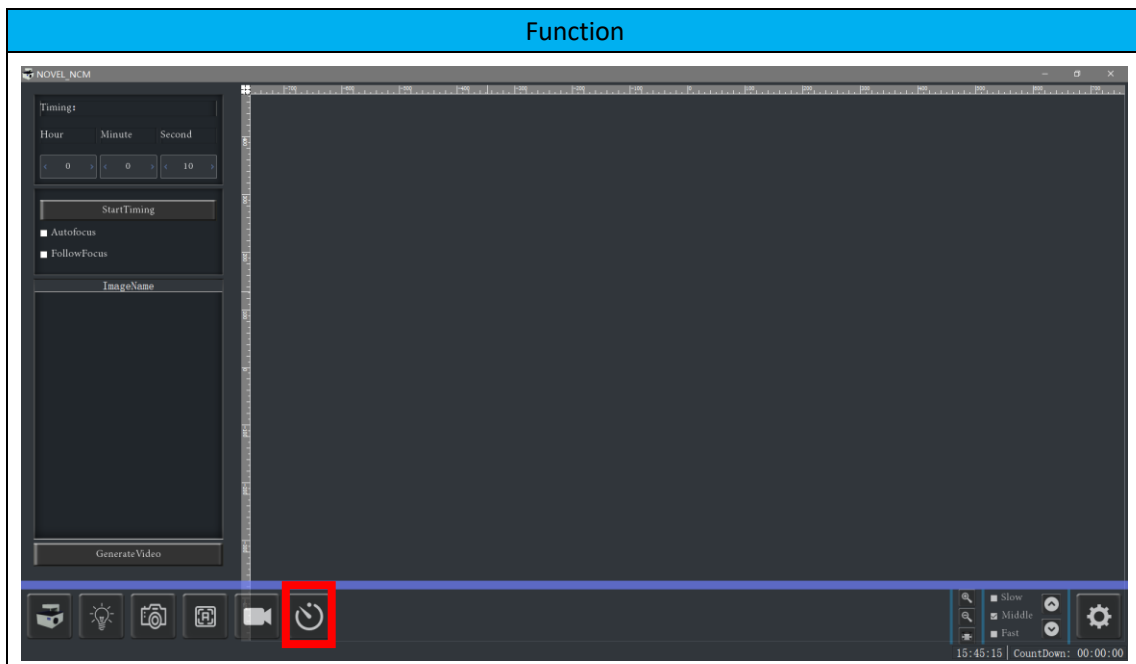 Function
NOVEL_NCM
Timing:
Hour Minute Second
0 0 10
StartTiming
Autofocus
FollowFocus
ImageName
GenerateVideo
Slow
Middle
Fast
15:45:15 CountDown: 00:00:00